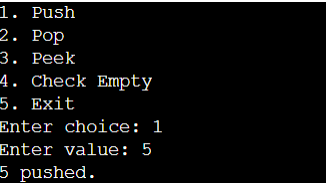 1. Push
2. Pop
3. Peek
4. Check Empty
5. Exit
Enter choice: 1
Enter value: 5
5 pushed.